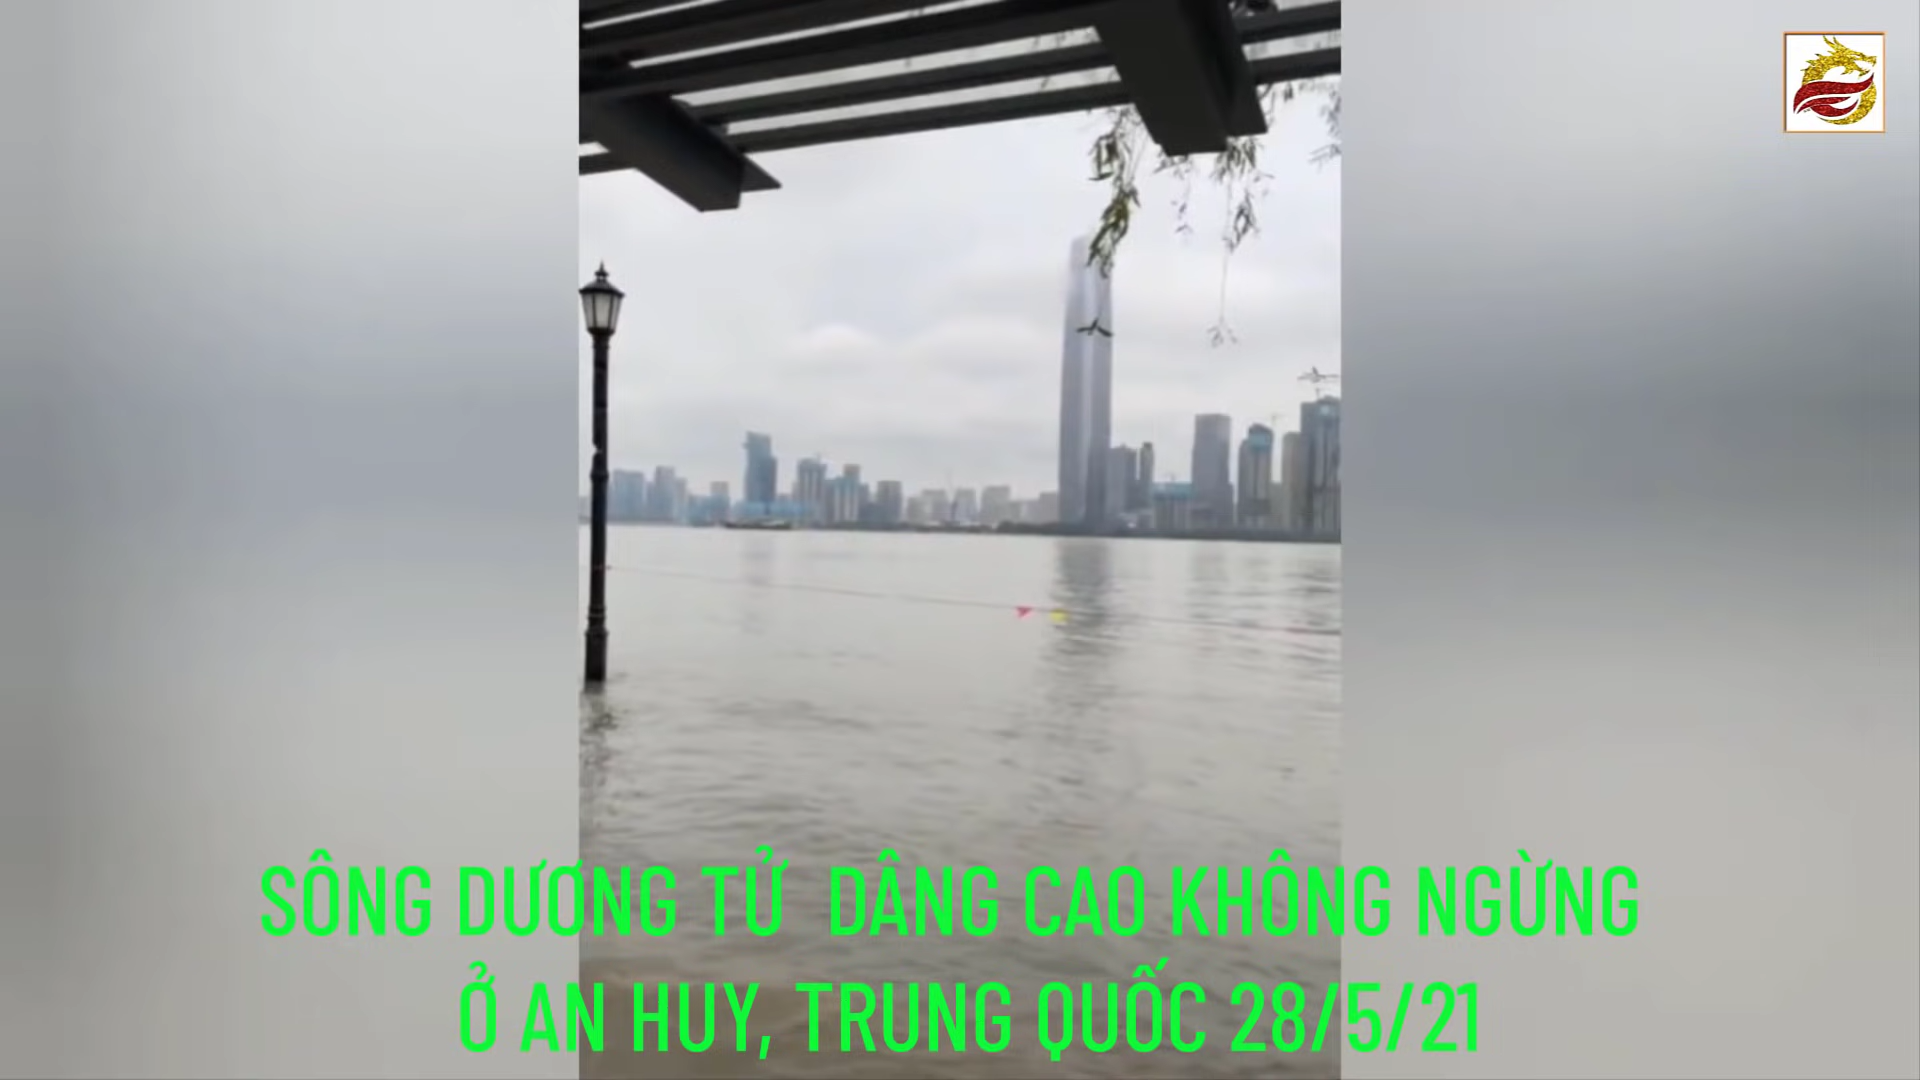 SÔNG DƯƠNG TỬ DÂNG CAO KHÔNG NGỪNG
Ở AN HUY, TRUNG QUỐC 28/5/21